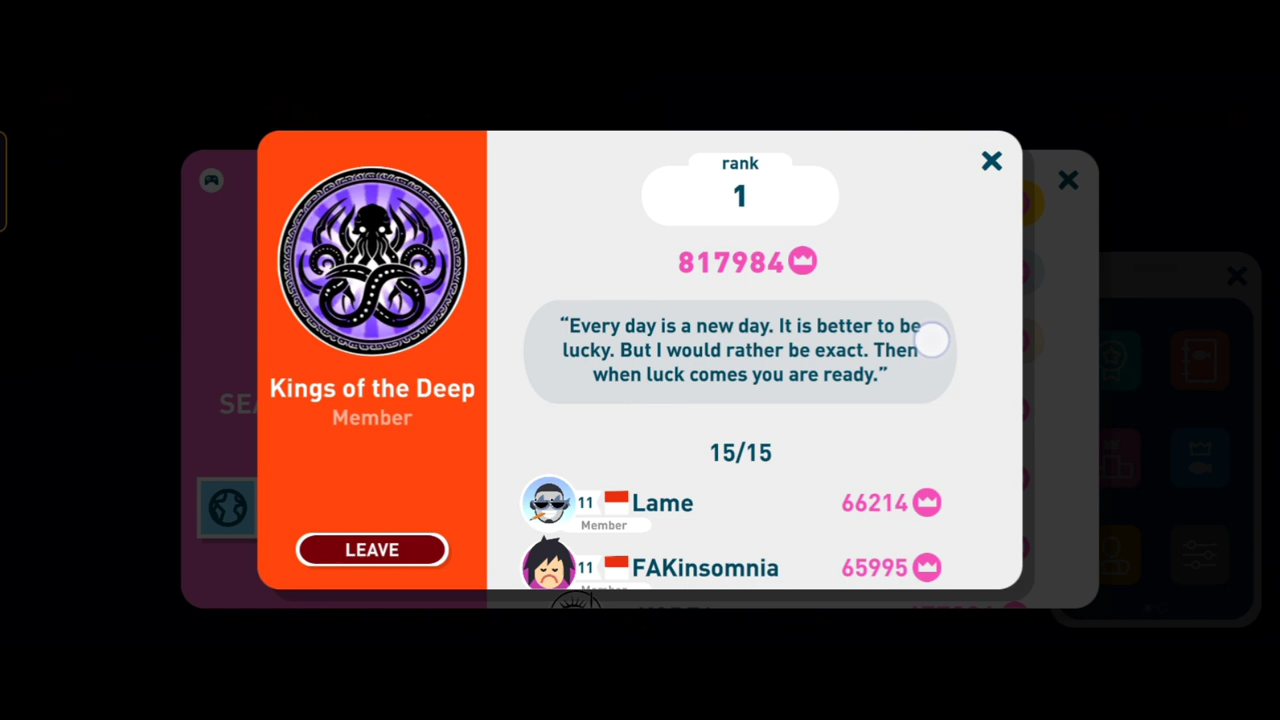 rank
1
817984
“Every day is a new day. It is better to be
lucky. But I would rather be exact. Then
when luck comes you are ready.”
Kings of the Deep
Member
LEAVE
15/15
11 Lame 66214
Member
11 FAKinsomnia 65995
Member
SEA